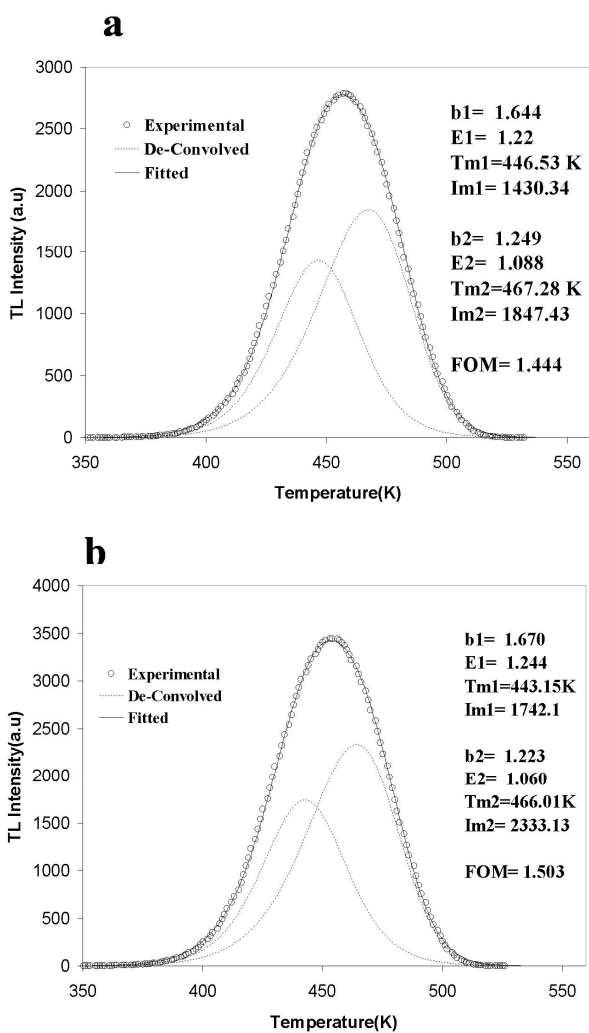 a
3000
2500
2000
1500
1000
500
0
350
400
450
500
550
TL Intensity (a.u)
Temperature(K)
Experimental
De-Convolved
Fitted
b1= 1.644
E1= 1.22
Tm1=446.53 K
Im1= 1430.34
b2= 1.249
E2= 1.088
Tm2=467.28 K
Im2= 1847.43
FOM= 1.444
b
4000
3500
3000
2500
2000
1500
1000
500
0
350
400
450
500
550
TL Intensity(a.u)
Temperature(K)
Experimental
De-Convolved
Fitted
b1= 1.670
E1= 1.244
Tm1=443.15K
Im1= 1742.1
b2= 1.223
E2= 1.060
Tm2=466.01K
Im2= 2333.13
FOM= 1.503